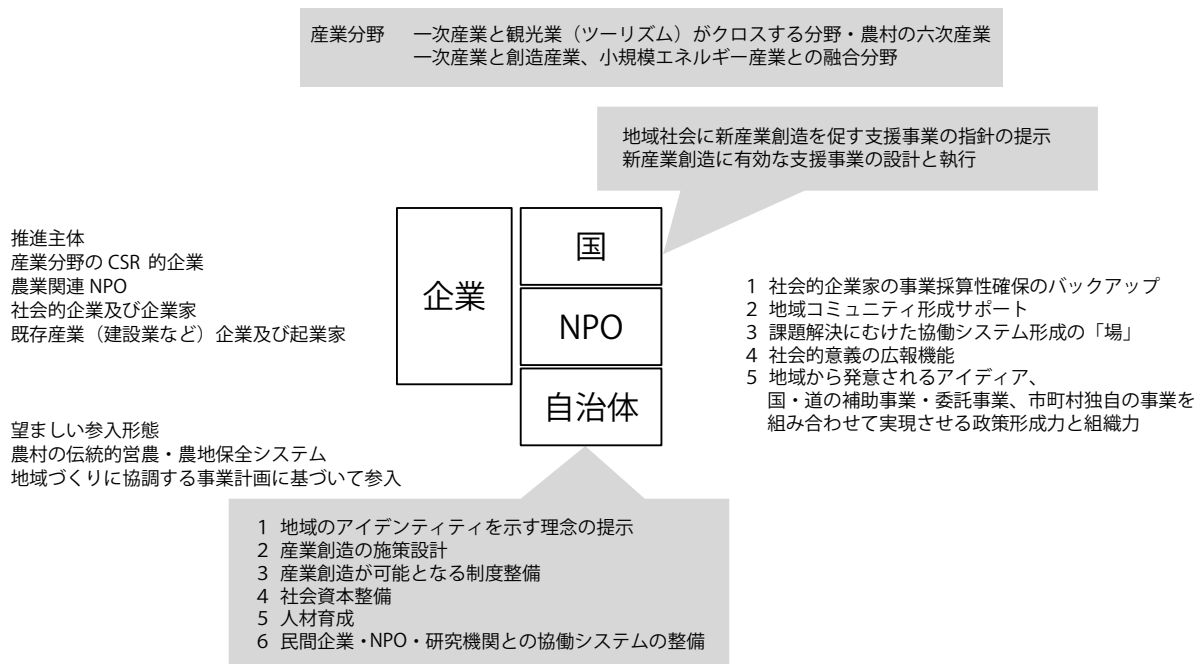 産業分野 一次産業と観光業（ツーリズム）がクロスする分野・農村の六次産業
一次産業と創造産業、小規模エネルギー産業との融合分野
地域社会に新産業創造を促す支援事業の指針の提示
新産業創造に有効な支援事業の設計と執行
推進主体
産業分野の CSR 的企業
農業関連 NPO
社会的企業及び企業家
既存産業（建設業など）企業及び起業家
望ましい参入形態
農村の伝統的営農・農地保全システム
地域づくりに協調する事業計画に基づいて参入
企業
国
NPO
自治体
1 社会的企業家の事業採算性確保のバックアップ
2 地域コミュニティ形成サポート
3 課題解決にむけた協働システム形成の「場」
4 社会的意義の広報機能
5 地域から発意されるアイディア、
国・道の補助事業・委託事業、市町村独自の事業を
組み合わせて実現させる政策形成力と組織力
1 地域のアイデンティティを示す理念の提示
2 産業創造の施策設計
3 産業創造が可能となる制度整備
4 社会資本整備
5 人材育成
6 民間企業・NPO・研究機関との協働システムの整備